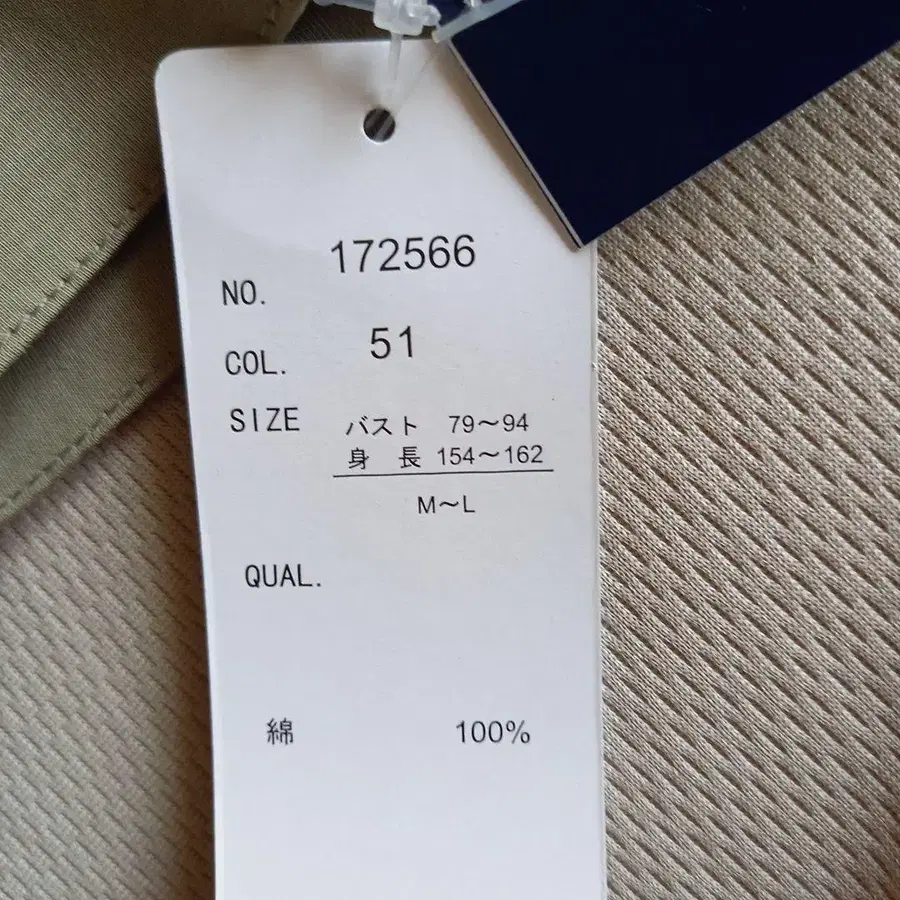 NO. 172566
COL. 51
SIZE バスト 79〜94
身 長 154〜162
M〜L
QUAL.
綿 100%